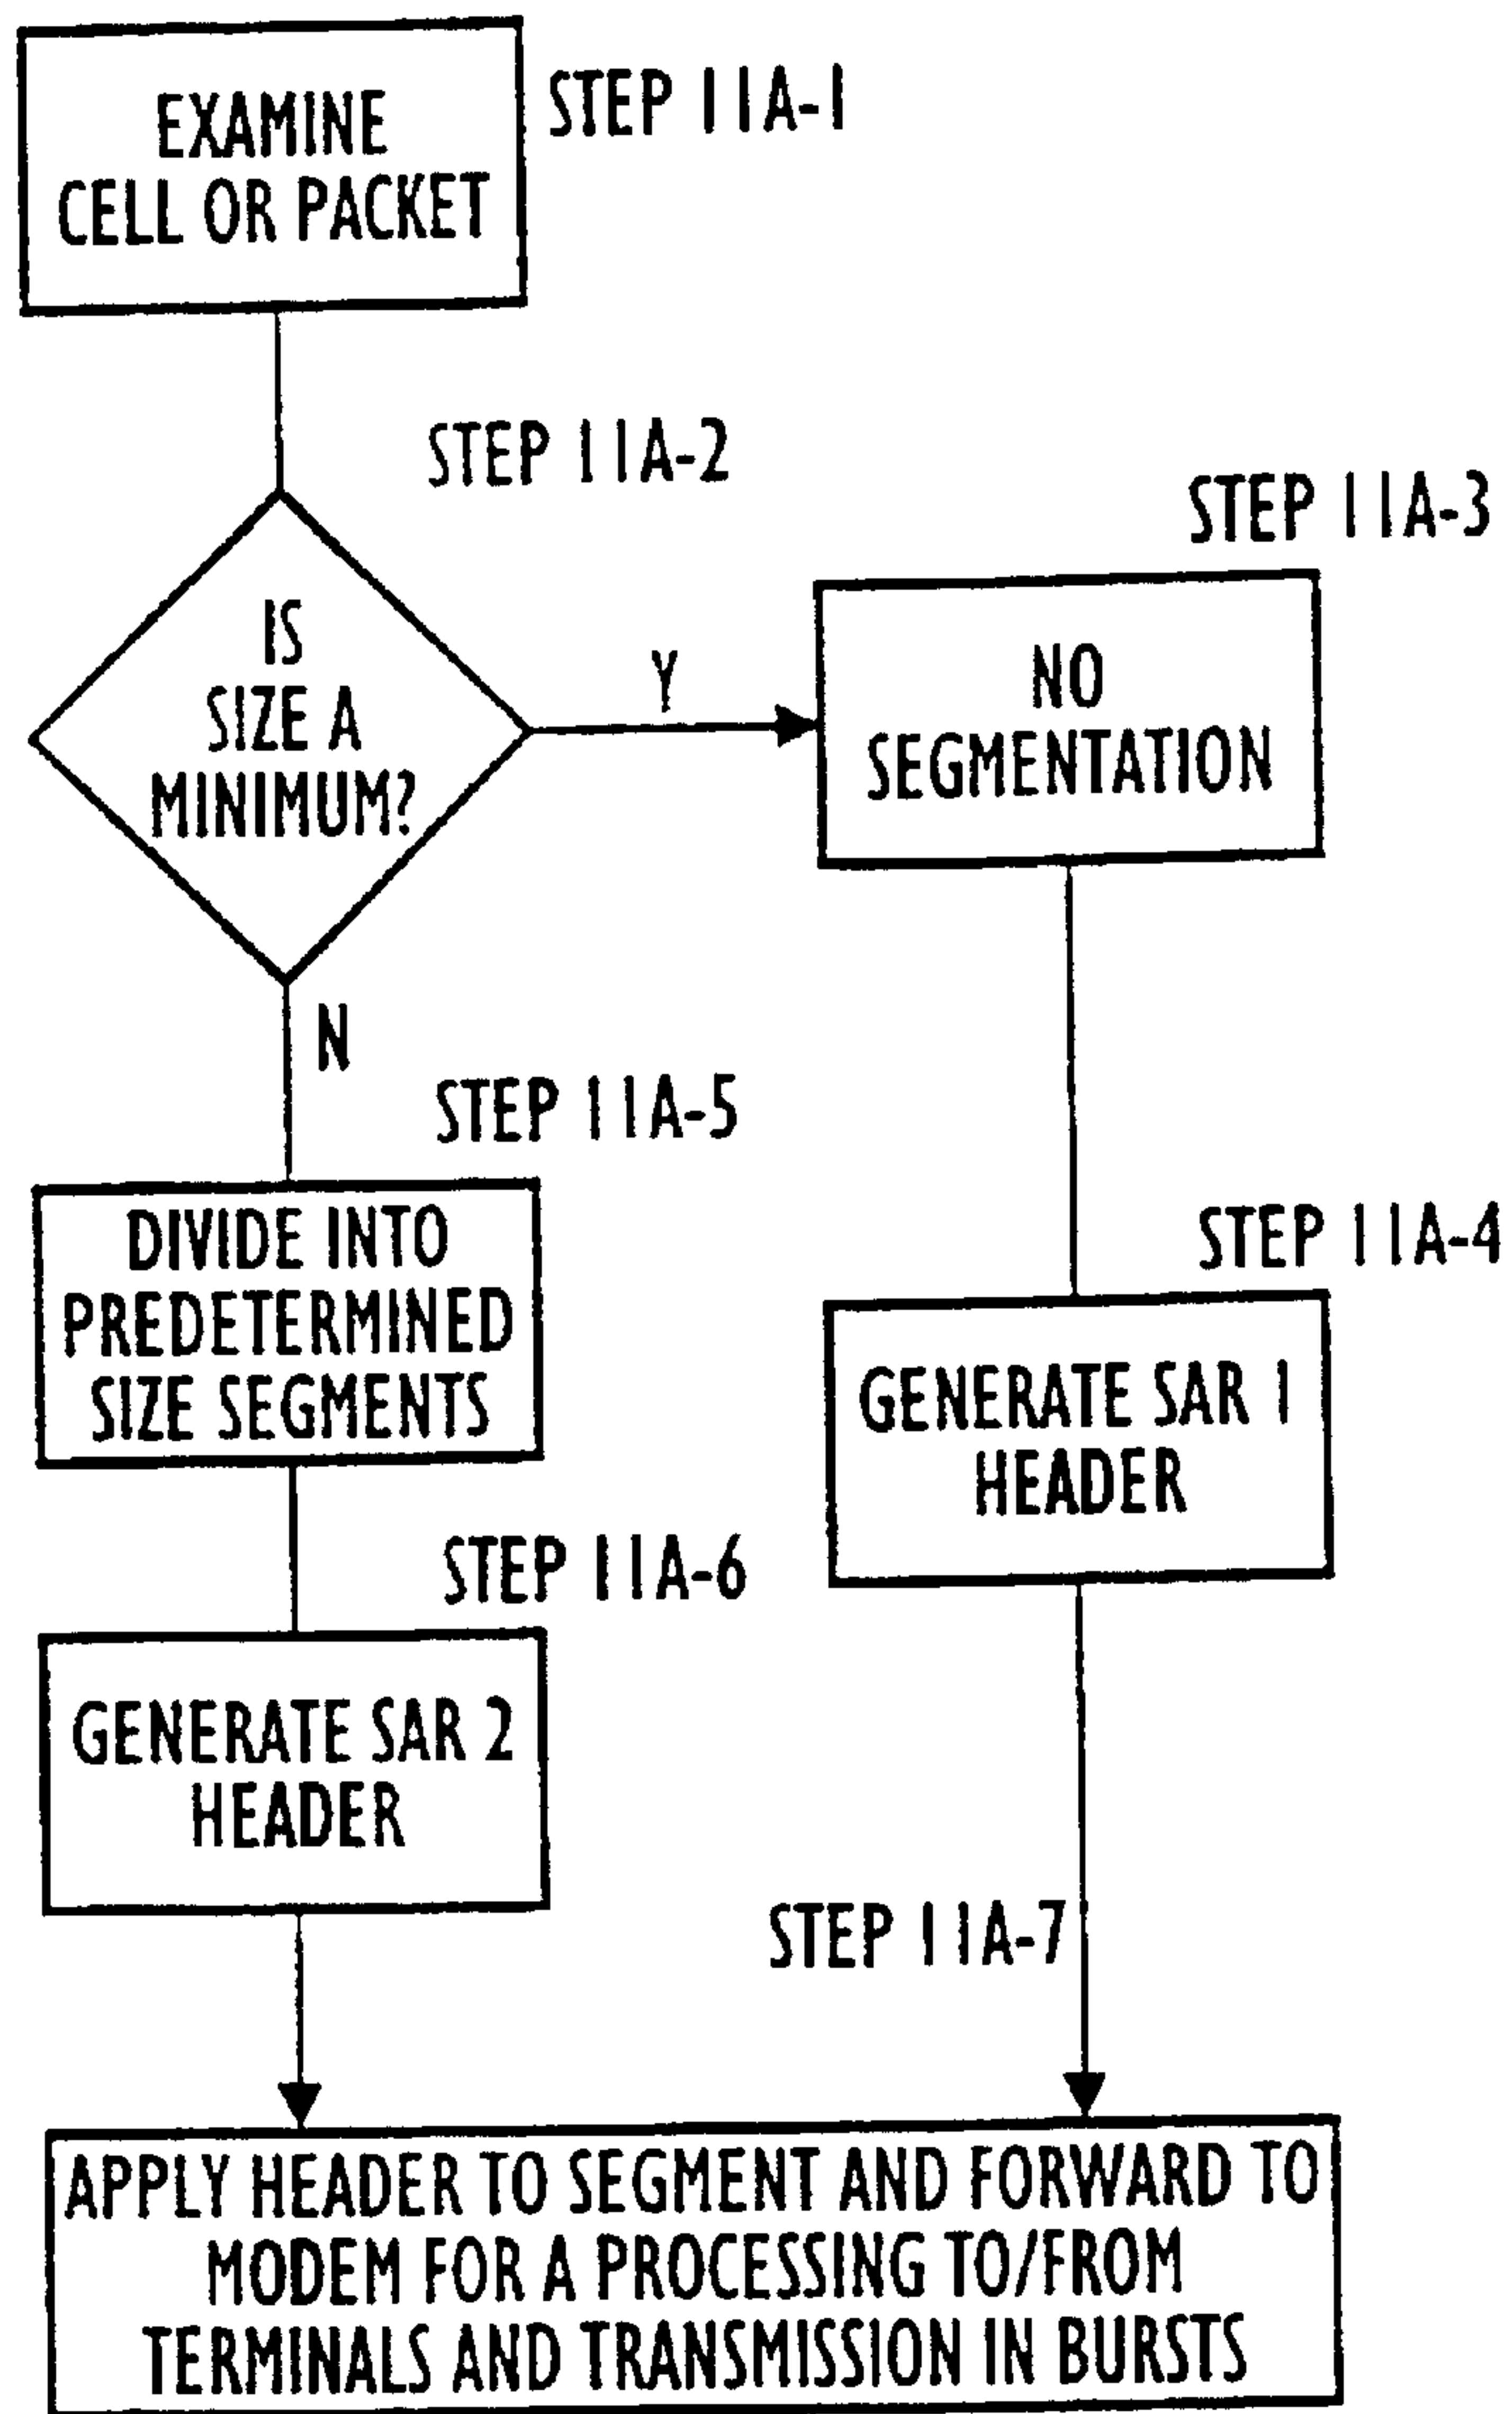 EXAMINE
CELL OR PACKET
STEP 11A-1
STEP 11A-2
IS
SIZE A
MINIMUM?
Y
STEP 11A-3
NO
SEGMENTATION
N
STEP 11A-5
DIVIDE INTO
PREDETERMINED
SIZE SEGMENTS
STEP 11A-4
GENERATE SAR 1
HEADER
STEP 11A-6
GENERATE SAR 2
HEADER
STEP 11A-7
APPLY HEADER TO SEGMENT AND FORWARD TO
MODEM FOR A PROCESSING TO/FROM
TERMINALS AND TRANSMISSION IN BURSTS